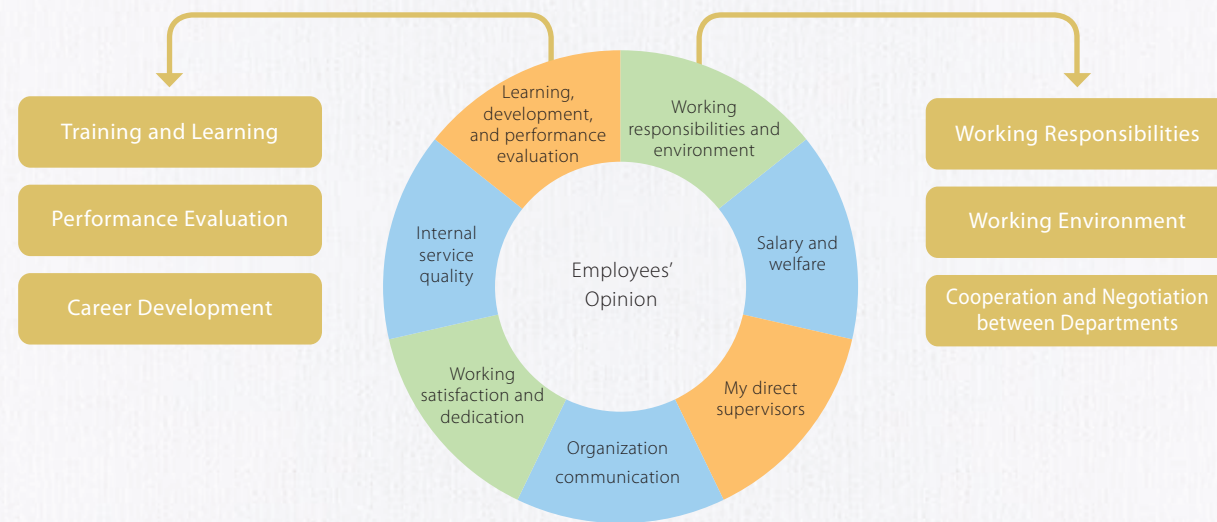 Training and Learning
Performance Evaluation
Career Development
Learning,
development,
and performance
evaluation
Working
responsibilities and
environment
Salary and
welfare
My direct
supervisors
Organization
communication
Working
satisfaction and
dedication
Internal
service
quality
Employees’
Opinion
Working Responsibilities
Working Environment
Cooperation and Negotiation
between Departments